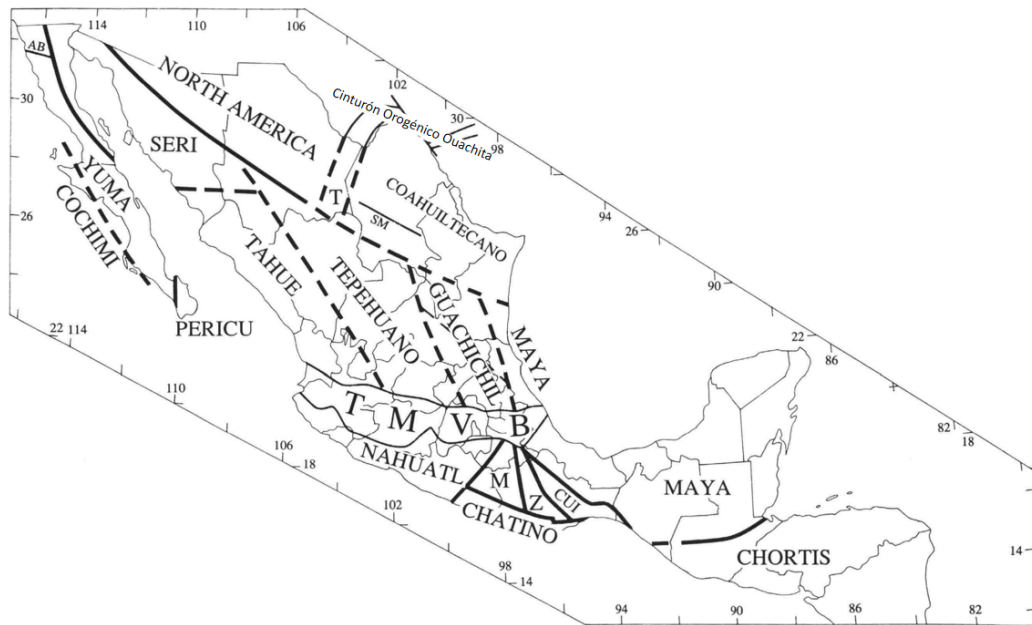 114
110
106
AB
102
NORTH AMERICA
Cinturón Orogénico Ouachita
30
98
30
SERI
T
COAHUILTECANO
94
YUMA
SM
26
COCHIMI
26
TAHUE
TEPEHUANO
GUACHICHIL
90
PERICU
MAYA
22
114
22
86
110
T M V B
82
18
106
18
NAHUATL
M
Z
CUI
MAYA
CHATINO
102
CHORTIS
14
98
14
94
90
86
82